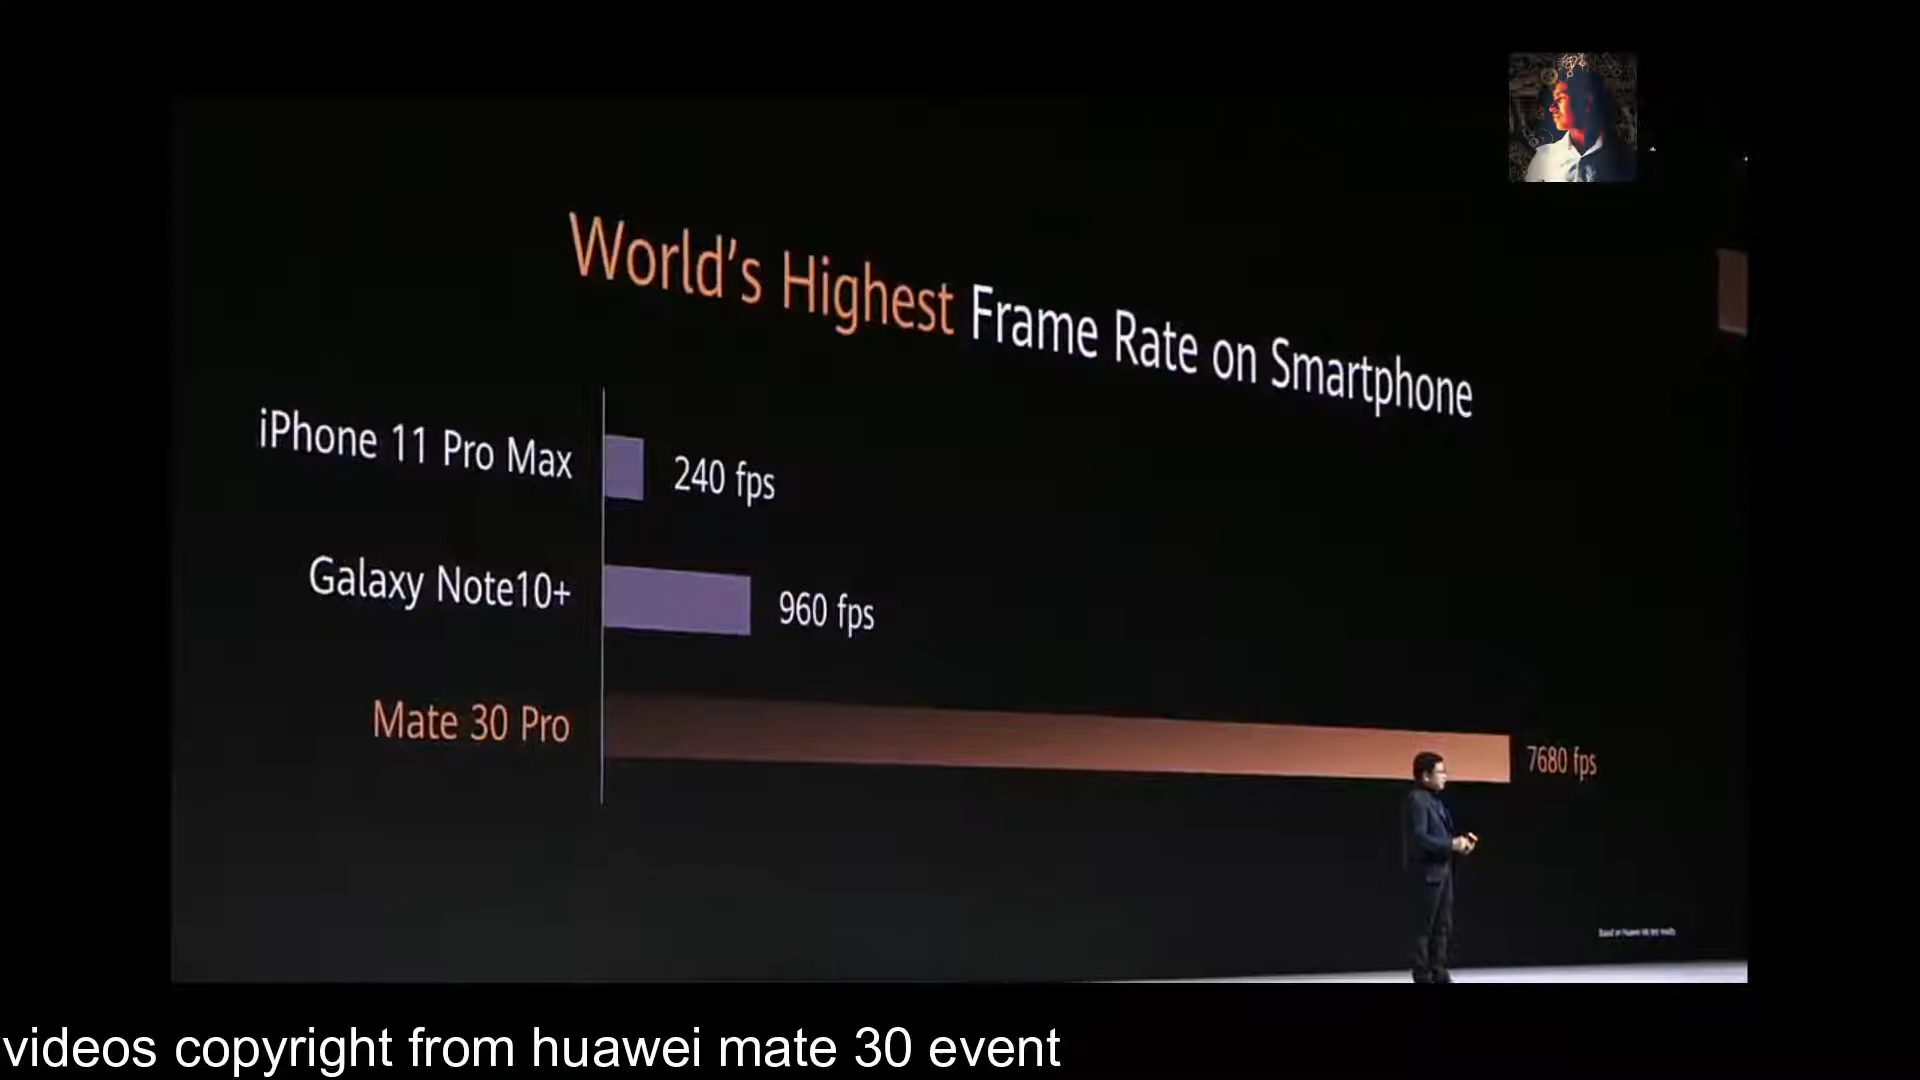 World's Highest Frame Rate on Smartphone
iPhone 11 Pro Max
240 fps
Galaxy Note10+
960 fps
Mate 30 Pro
7680 fps
videos copyright from huawei mate 30 event